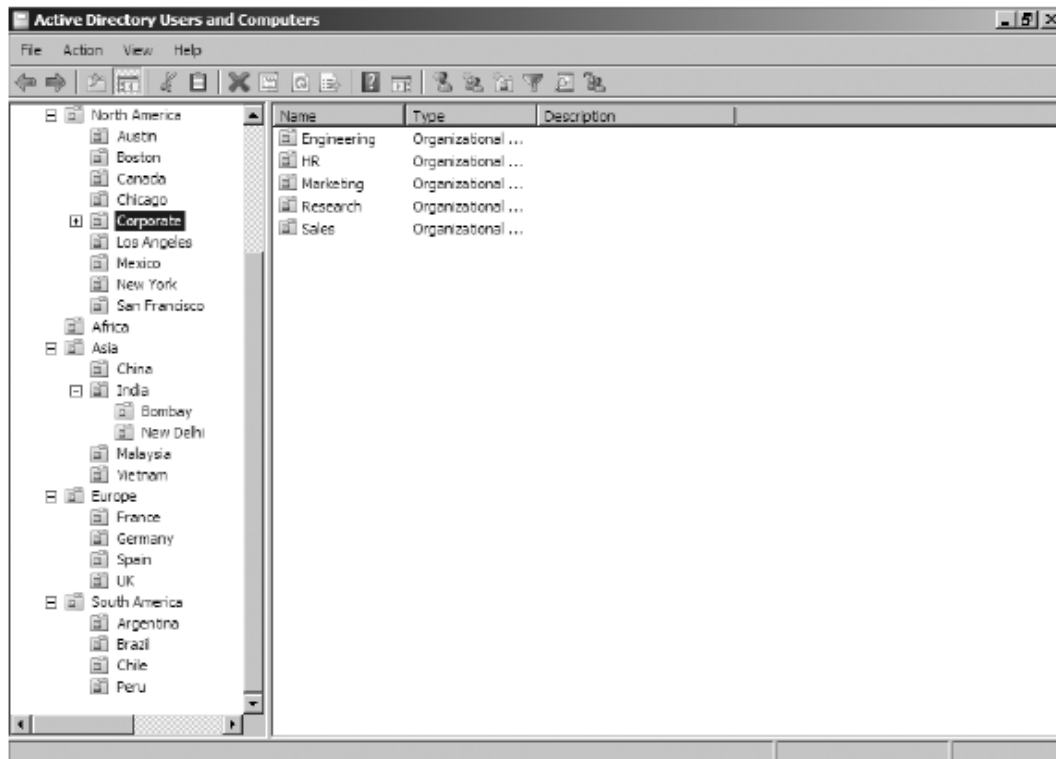 Active Directory Users and Computers
File Action View Help
North America
Austin
Boston
Canada
Chicago
Corporate
Los Angeles
Mexico
New York
San Francisco
Africa
Asia
China
India
Bombay
New Delhi
Malaysia
Vietnam
Europe
France
Germany
Spain
UK
South America
Argentina
Brazil
Chile
Peru
Name Type Description
Engineering Organizational ...
HR Organizational ...
Marketing Organizational ...
Research Organizational ...
Sales Organizational ...